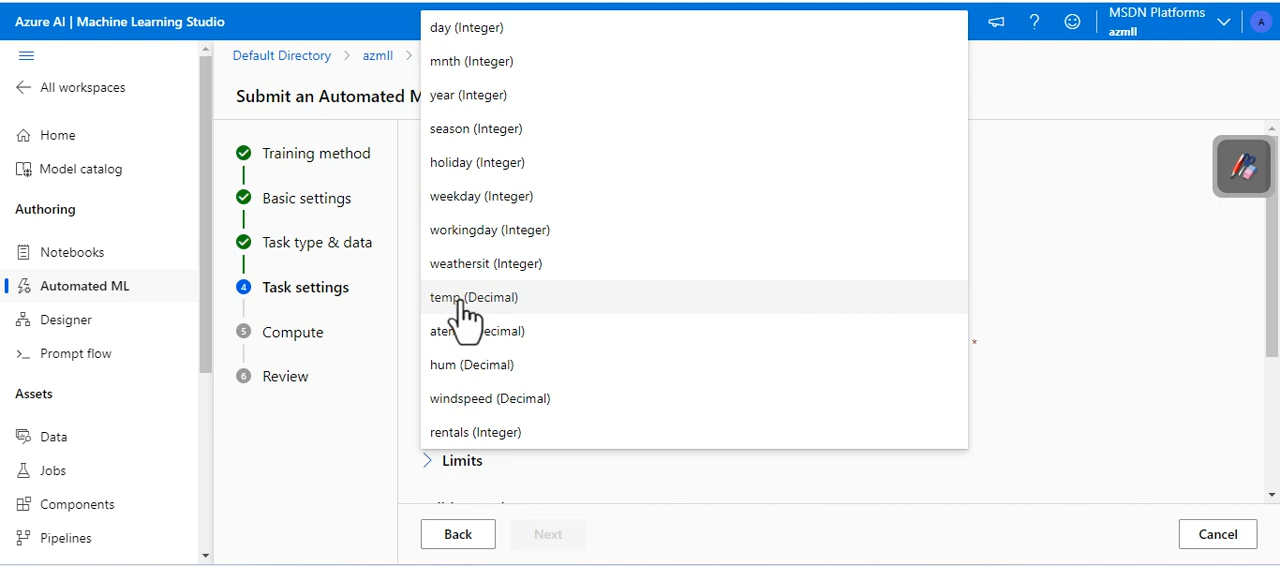 Azure AI | Machine Learning Studio
MSDN Platforms
azmll
A
All workspaces
Home
Model catalog
Authoring
Notebooks
Automated ML
Designer
Prompt flow
Assets
Data
Jobs
Components
Pipelines
Default Directory > azmll >
Submit an Automated M
Training method
Basic settings
Task type & data
4 Task settings
5 Compute
6 Review
day (Integer)
mnth (Integer)
year (Integer)
season (Integer)
holiday (Integer)
weekday (Integer)
workingday (Integer)
weathersit (Integer)
temp (Decimal)
hum (Decimal)
windspeed (Decimal)
rentals (Integer)
*
Limits
Back
Next
Cancel